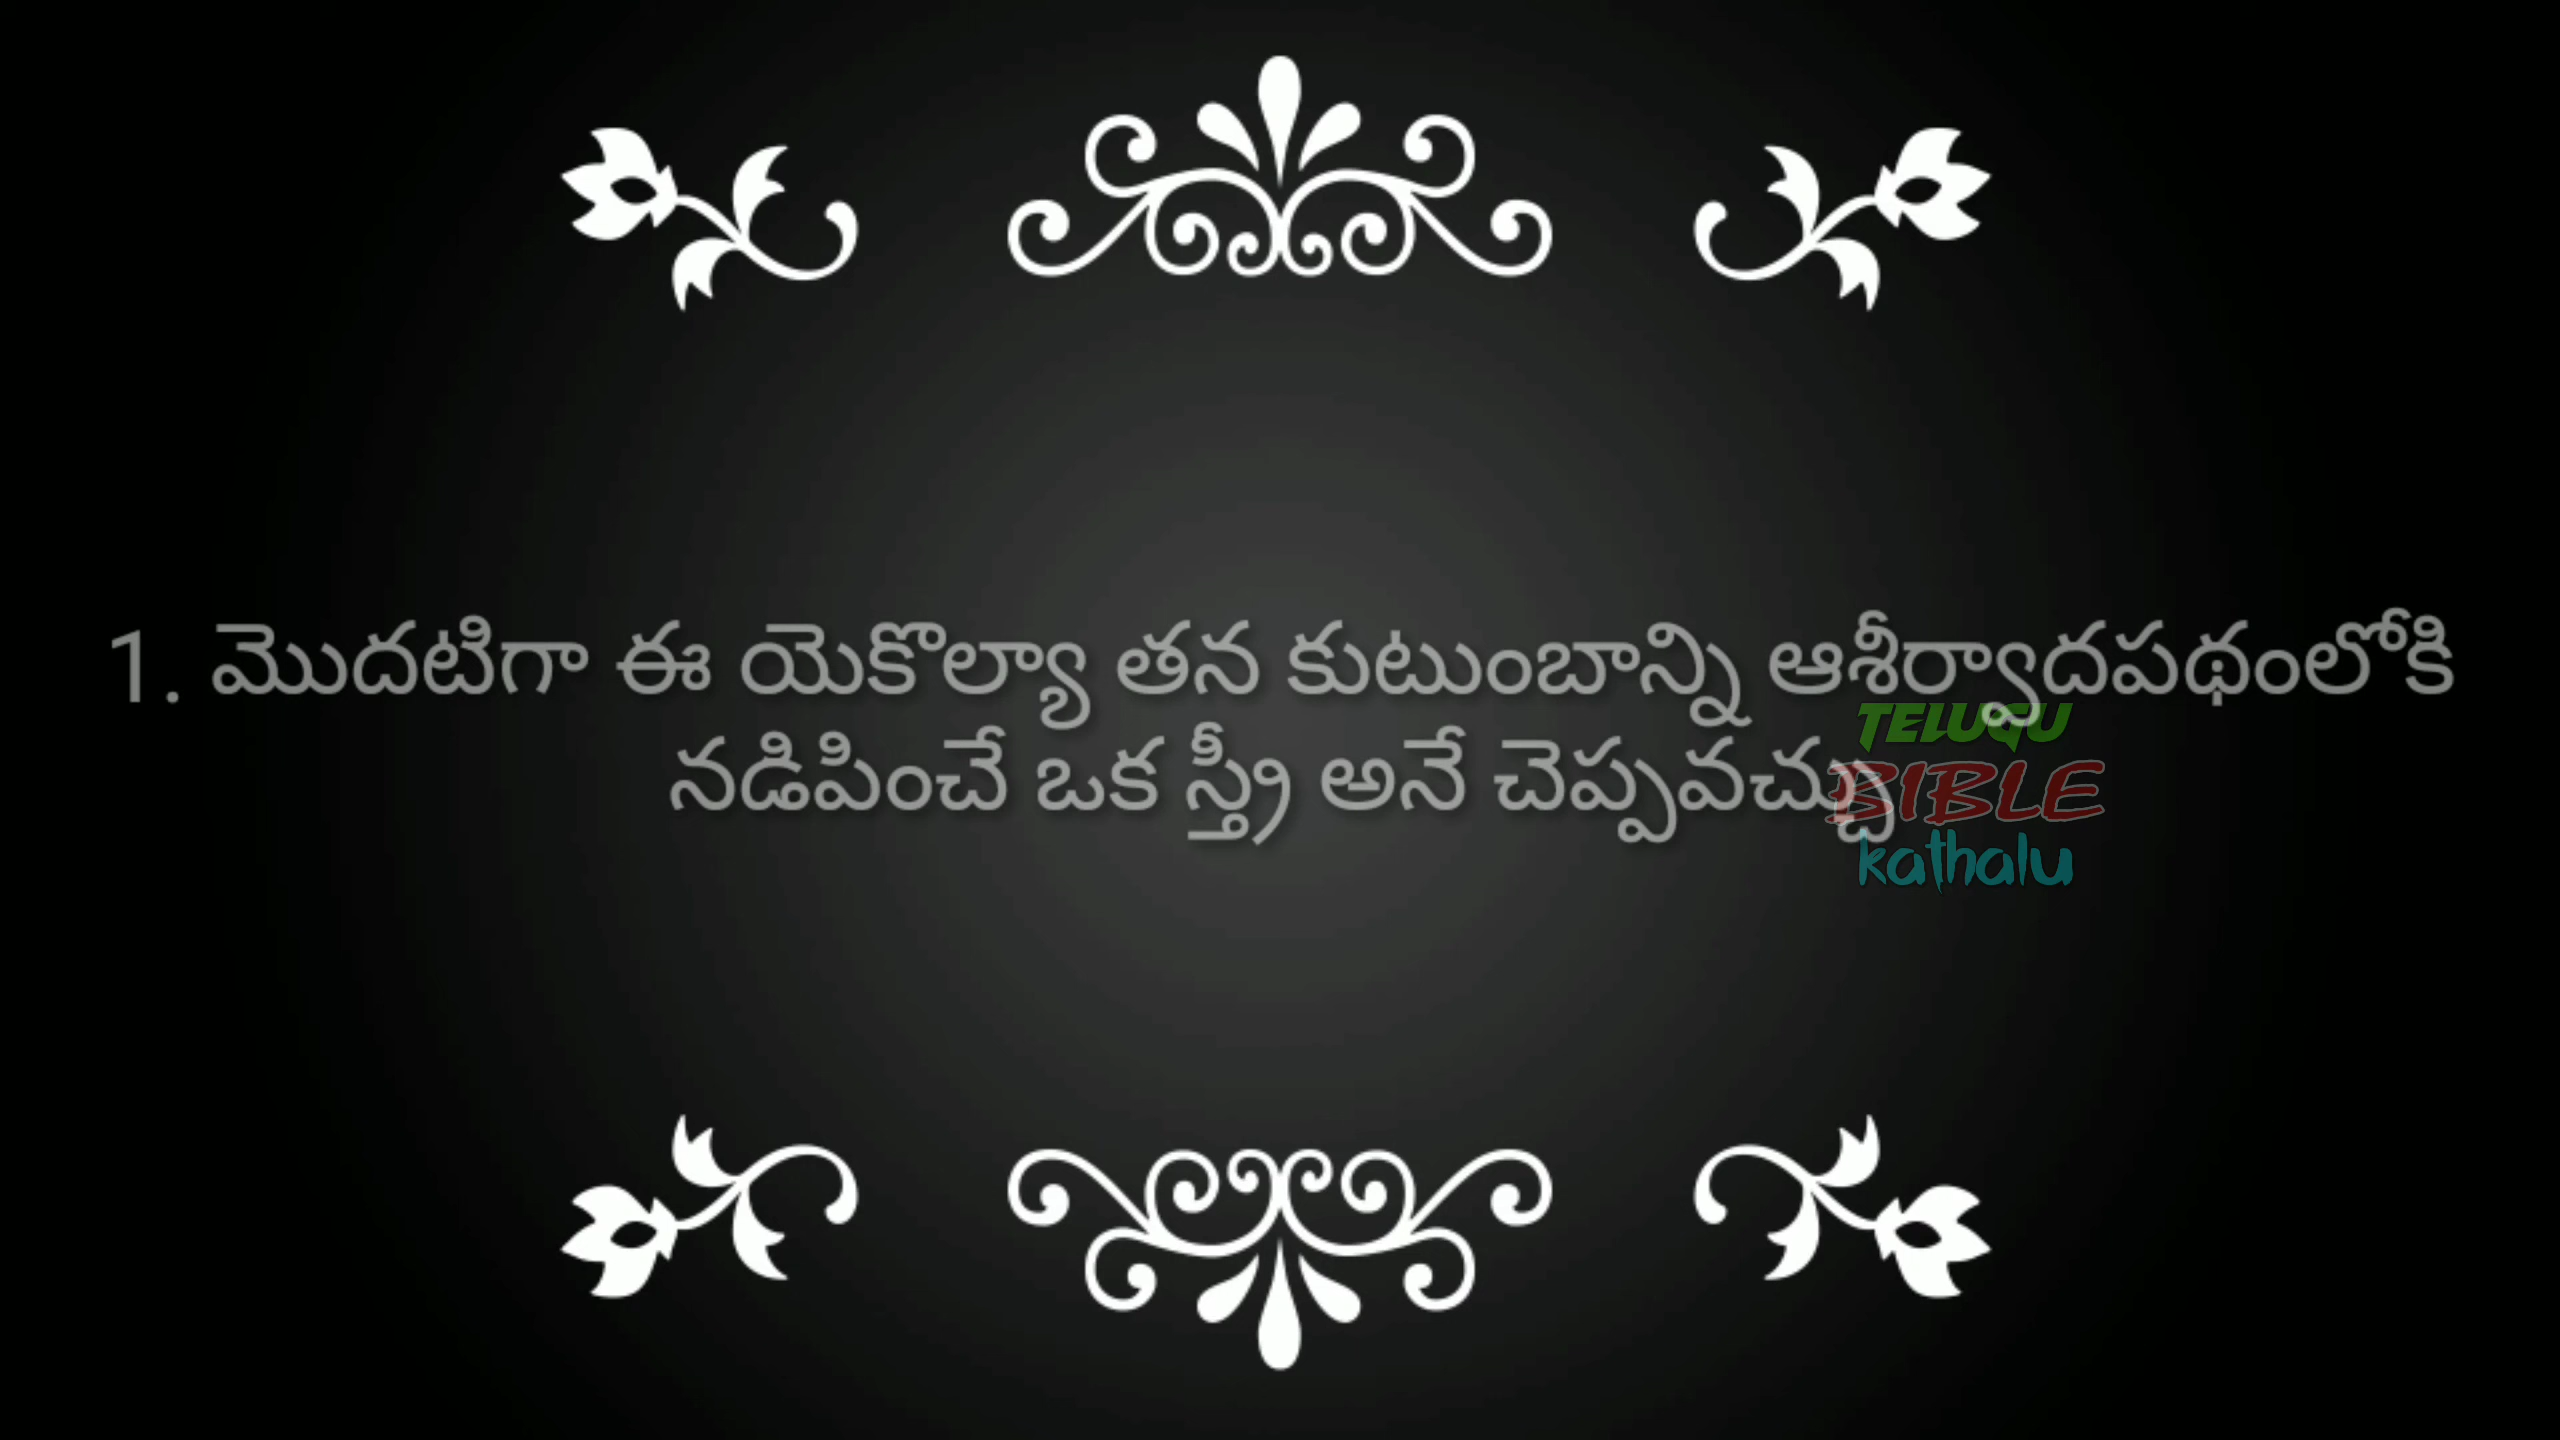 1. మొదటిగా ఈ యెకొల్యా తన కుటుంబాన్ని ఆశీర్వాదపథంలోకి
నడిపించే ఒక స్త్రీ అనే చెప్పవచ్చు
TELUGU
BIBLE
kathalu